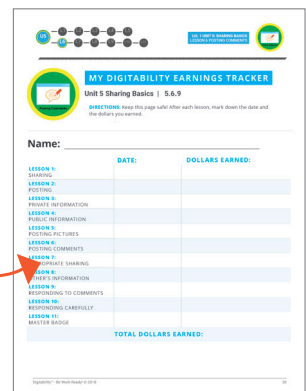 U5
L6
U5, | UNIT 5: SHARING BASICS
LESSON 6 POSTING COMMENTS
MY DIGITABILITY EARNINGS TRACKER
Unit 5 Sharing Basics | 5.6.9
DIRECTIONS: Keep this page safe! After each lesson, mark down the date and
the dollars you earned.
Name:
DATE: DOLLARS EARNED:
LESSON 1:
SHARING
LESSON 2:
POSTING
LESSON 3:
PRIVATE INFORMATION
LESSON 4:
PUBLIC INFORMATION
LESSON 5:
POSTING PICTURES
LESSON 6:
POSTING COMMENTS
LESSON 7:
OPRIATE SHARING
SSON 8:
HER'S INFORMATION
LESSON 9:
RESPONDING TO COMMENTS
LESSON 10:
RESPONDING CAREFULLY
LESSON 11:
MASTER BADGE
TOTAL DOLLARS EARNED:
Digitability™ - Be Work Ready! © 2018